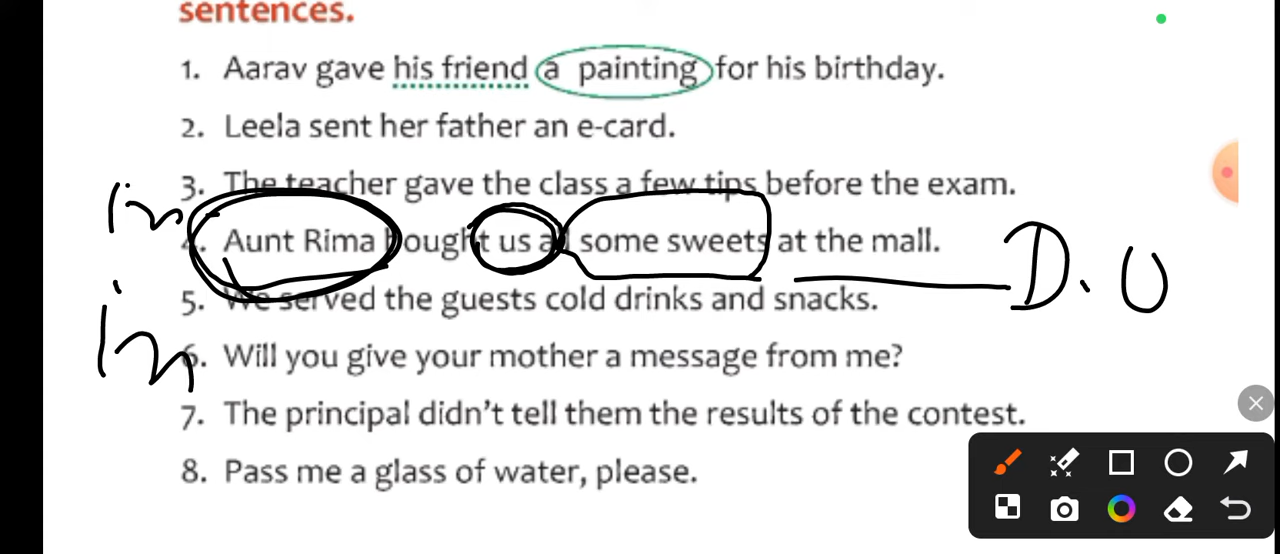 sentences.
1. Aarav gave his friend a painting for his birthday.
2. Leela sent her father an e-card.
3. The teacher gave the class a few tips before the exam.
4. Aunt Rima bought us all some sweets at the mall.
5. We served the guests cold drinks and snacks.
6. Will you give your mother a message from me?
7. The principal didn't tell them the results of the contest.
8. Pass me a glass of water, please.
in
in
D. O